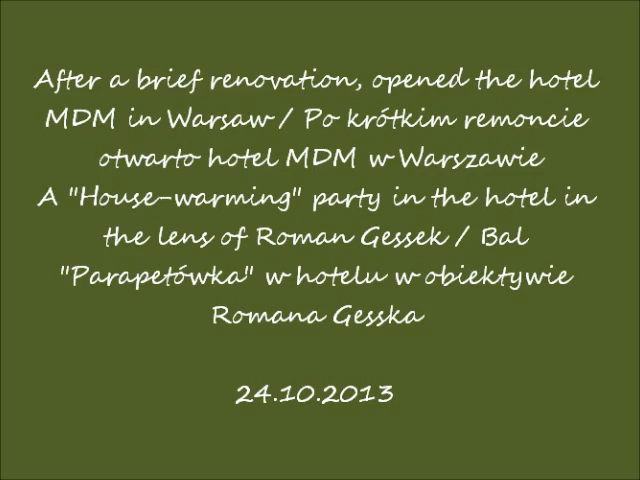 After a brief renovation, opened the hotel
MDM in Warsaw / Po krótkim remoncie
otwarto hotel MDM w Warszawie
A "House-warming" party in the hotel in
the lens of Roman Gessek / Bal
"Parapetówka" w hotelu w obiektywie
Romana Gesska
24.10.2013